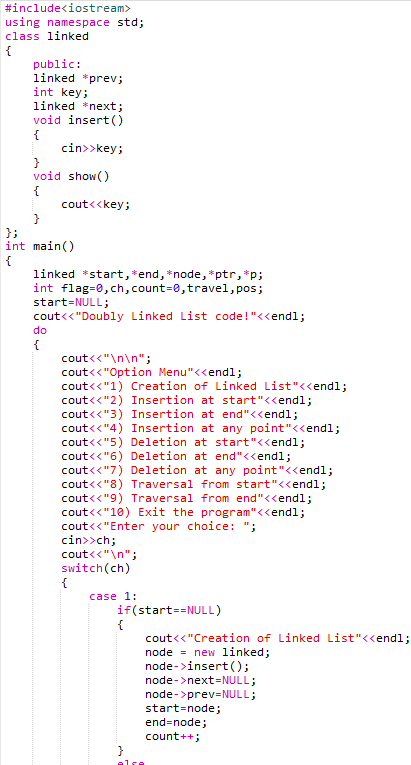 #include<iostream>
using namespace std;
class linked
{
    public:
    linked *prev;
    int key;
    linked *next;
    void insert()
    {
        cin>>key;
    }
    void show()
    {
        cout<<key;
    }
};
int main()
{
    linked *start,*end,*node,*ptr,*p;
    int flag=0,ch,count=0,travel,pos;
    start=NULL;
    cout<<"Doubly Linked List code!"<<endl;
    do
    {
        cout<<"\n\n";
        cout<<"Option Menu"<<endl;
        cout<<"1) Creation of Linked List"<<endl;
        cout<<"2) Insertion at start"<<endl;
        cout<<"3) Insertion at end"<<endl;
        cout<<"4) Insertion at any point"<<endl;
        cout<<"5) Deletion at start"<<endl;
        cout<<"6) Deletion at end"<<endl;
        cout<<"7) Deletion at any point"<<endl;
        cout<<"8) Traversal from start"<<endl;
        cout<<"9) Traversal from end"<<endl;
        cout<<"10) Exit the program"<<endl;
        cout<<"Enter your choice: ";
        cin>>ch;
        cout<<"\n";
        switch(ch)
        {
            case 1:
                if(start==NULL)
                {
                    cout<<"Creation of Linked List"<<endl;
                    node = new linked;
                    node->insert();
                    node->next=NULL;
                    node->prev=NULL;
                    start=node;
                    end=node;
                    count++;
                }
                else